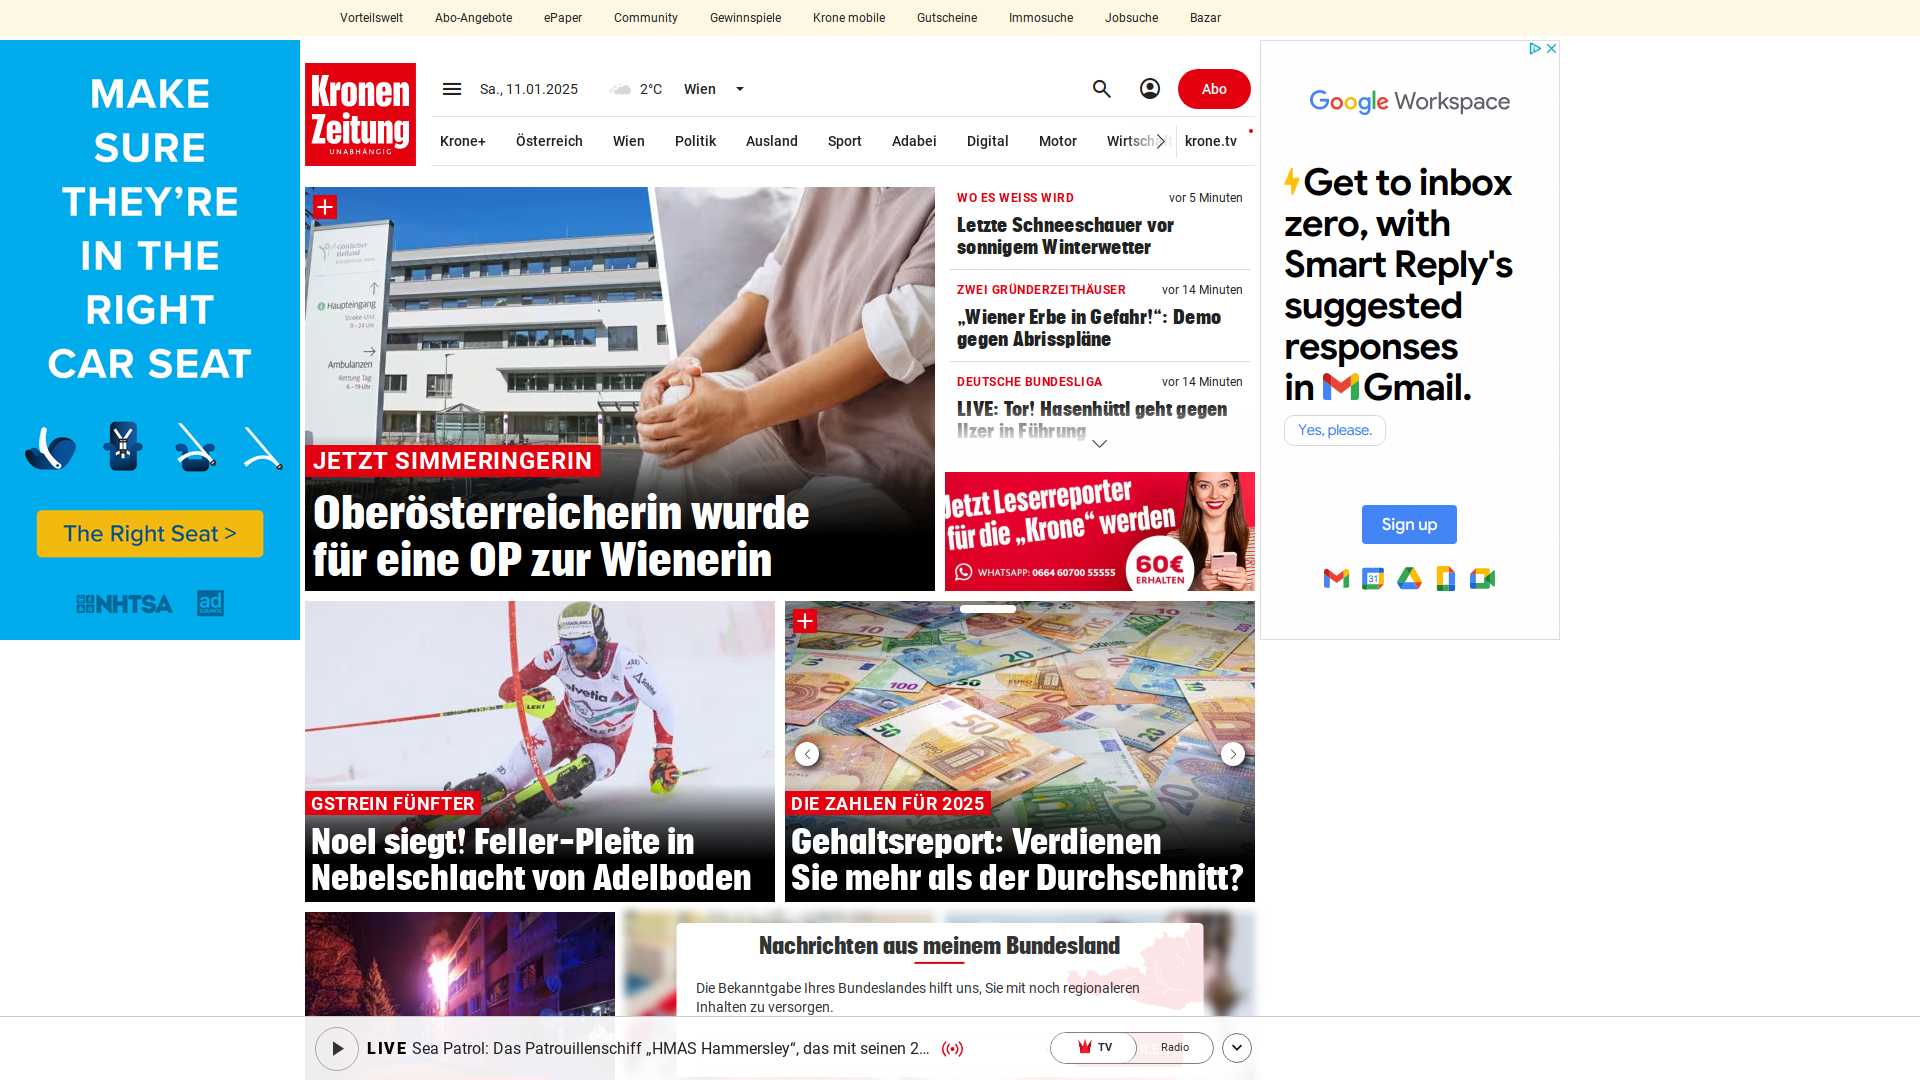 Vorteilswelt Abo-Angebote ePaper Community Gewinnspiele Krone mobile Gutscheine Immosuche Jobsuche Bazar
MAKE
SURE
THEY'RE
IN THE
RIGHT
CAR SEAT
The Right Seat >
NHTSA
ad
COUNCIL
Kronen
Zeitung
UNABHÄNGIG
Sa., 11.01.2025 2°C Wien
Abo
Krone+ Österreich Wien Politik Ausland Sport Adabei Digital Motor Wirtschaft krone.tv
Haupteingang
Ambulanzen
JETZT SIMMERINGERIN
Oberösterreicherin wurde
für eine OP zur Wienerin
WO ES WEISS WIRD vor 5 Minuten
Letzte Schneeschauer vor
sonnigem Winterwetter
ZWEI GRÜNDERZEITHÄUSER vor 14 Minuten
„Wiener Erbe in Gefahr!“: Demo
gegen Abrisspläne
DEUTSCHE BUNDESLIGA vor 14 Minuten
LIVE: Tor! Hasenhüttl geht gegen
Ilzer in Führung
Jetzt Leserreporter
für die „Krone“ werden
WHATSAPP: 0664 60700 55555
60€
ERHALTEN
Google Workspace
Get to inbox
zero, with
Smart Reply's
suggested
responses
in Gmail.
Yes, please.
Sign up
31
helvetia
LEKI
GSTREIN FÜNFTER
Noel siegt! Feller-Pleite in
Nebelschlacht von Adelboden
DIE ZAHLEN FÜR 2025
Gehaltsreport: Verdienen
Sie mehr als der Durchschnitt?
Nachrichten aus meinem Bundesland
Die Bekanntgabe Ihres Bundeslandes hilft uns, Sie mit noch regionaleren
Inhalten zu versorgen.
LIVE Sea Patrol: Das Patrouillenschiff „HMAS Hammersley“, das mit seinen 2…
TV Radio